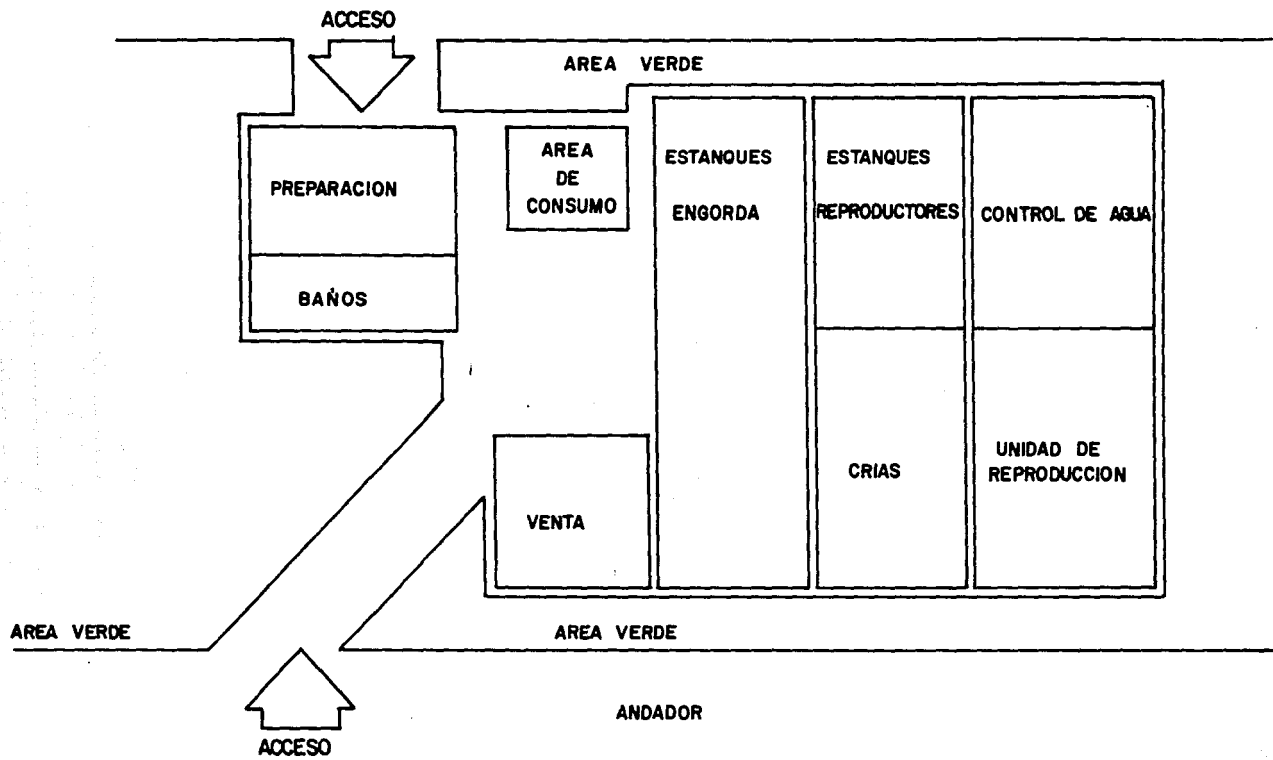 ACCESO
AREA VERDE
PREPARACION
BAÑOS
AREA
DE
CONSUMO
ESTANQUES
ENGORDA
ESTANQUES
REPRODUCTORES
CONTROL DE AGUA
VENTA
CRIAS
UNIDAD DE
REPRODUCCION
AREA VERDE
AREA VERDE
ANDADOR
ACCESO